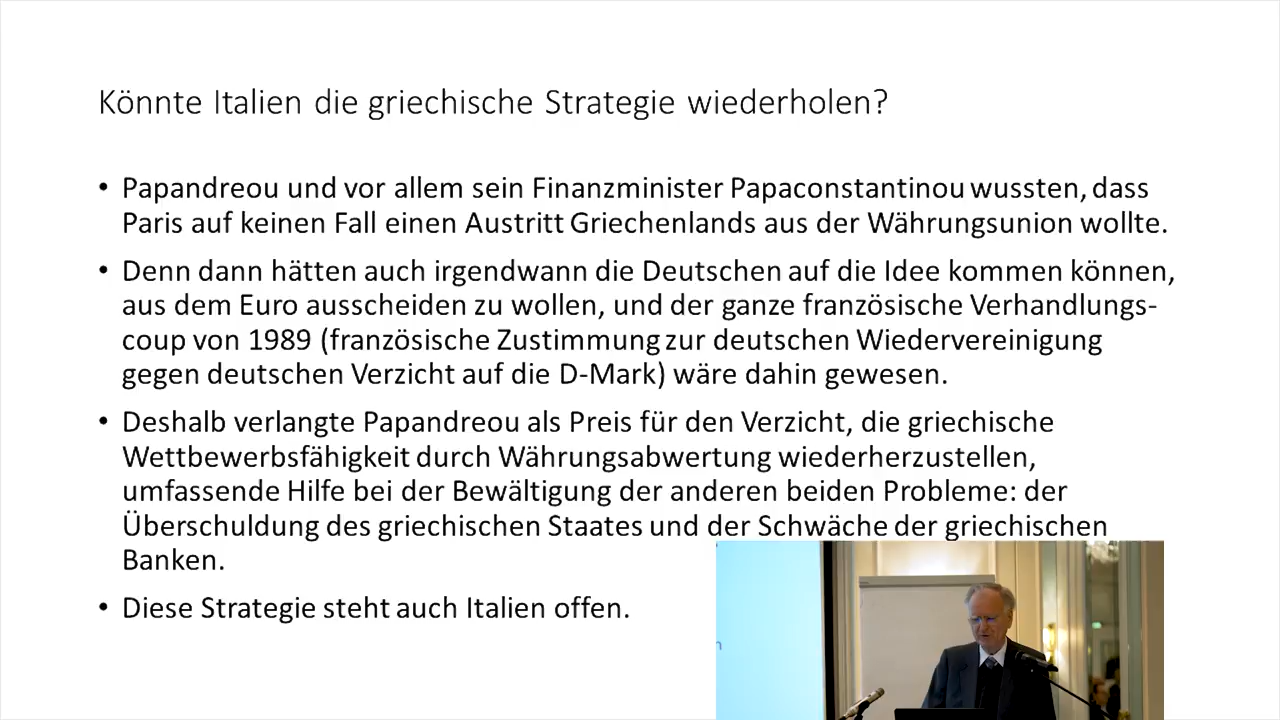 Könnte Italien die griechische Strategie wiederholen?
• Papandreou und vor allem sein Finanzminister Papaconstantinou wussten, dass
Paris auf keinen Fall einen Austritt Griechenlands aus der Währungsunion wollte.
• Denn dann hätten auch irgendwann die Deutschen auf die Idee kommen können,
aus dem Euro ausscheiden zu wollen, und der ganze französische Verhandlungs-
coup von 1989 (französische Zustimmung zur deutschen Wiedervereinigung
gegen deutschen Verzicht auf die D-Mark) wäre dahin gewesen.
• Deshalb verlangte Papandreou als Preis für den Verzicht, die griechische
Wettbewerbsfähigkeit durch Währungsabwertung wiederherzustellen,
umfassende Hilfe bei der Bewältigung der anderen beiden Probleme: der
Überschuldung des griechischen Staates und der Schwäche der griechischen
Banken.
• Diese Strategie steht auch Italien offen.